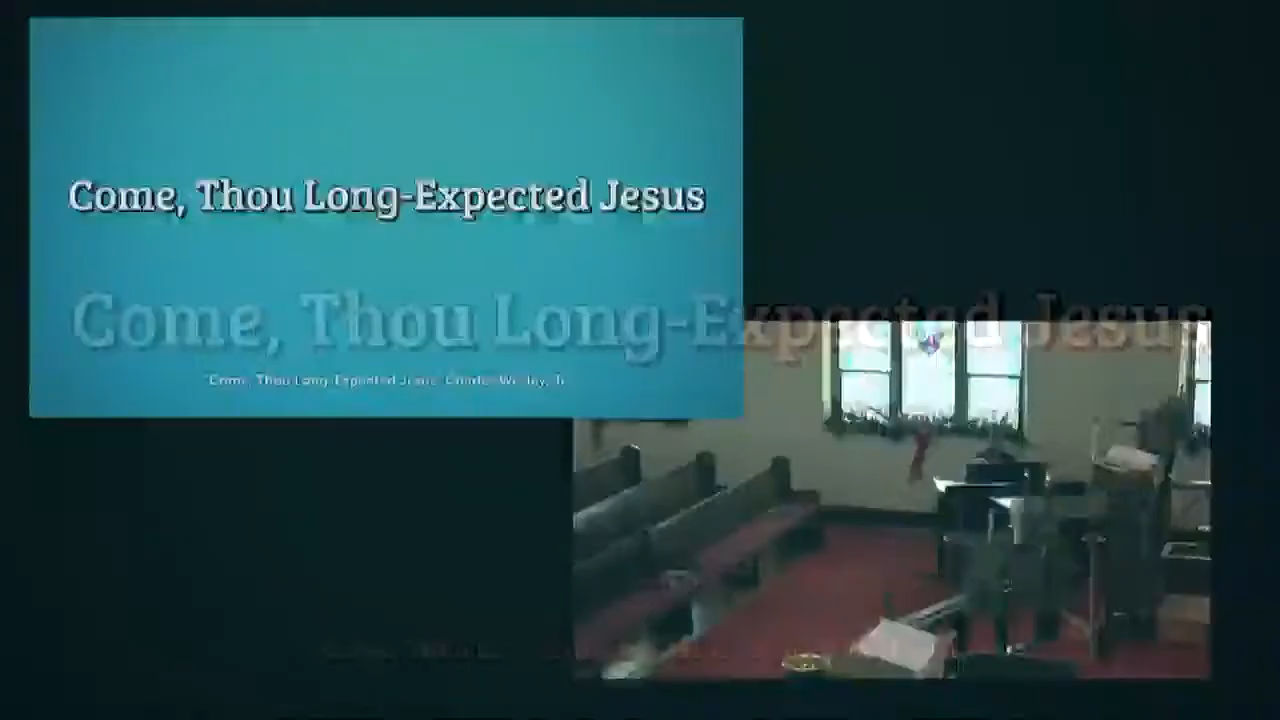 Come, Thou Long-Expected Jesus
Come, Thou Long-Expected Jesus
Come, Thou Long-Expected Jesus Charles Wesley, Jr.